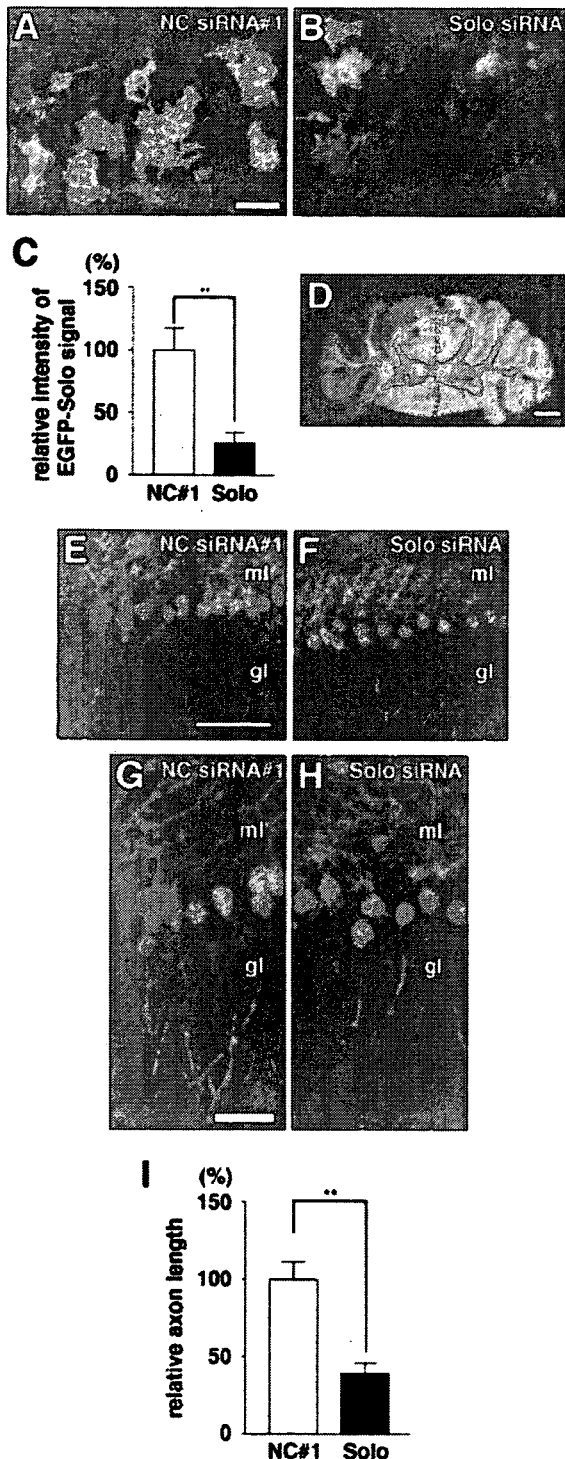 A NC siRNA#1
B Solo siRNA
C
(%)
150
100
50
0
relative intensity of
EGFP-Solo signal
**
NC#1 Solo
D
E NC siRNA#1
ml
gl
F Solo siRNA
ml
gl
G NC siRNA#1
ml
gl
H Solo siRNA
ml
gl
I
(%)
150
100
50
0
relative axon length
**
NC#1 Solo